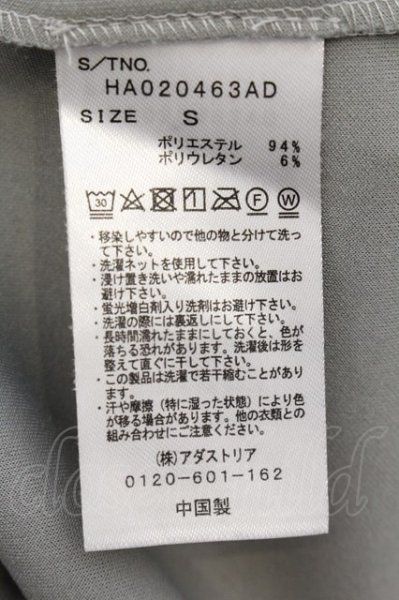 S/TNO.
HA020463AD
SIZE S
ポリエステル 94%
ポリウレタン 6%
30
F W
・移染しやすいので他の物と分けて洗っ
て下さい。
・洗濯ネットを使用して下さい。
・浸け置き洗いや濡れたままの放置はお
避け下さい。
・蛍光増白剤入り洗剤はお避け下さい。
・洗濯の際には裏返しにして下さい。
・長時間濡れたままにしておくと、色が
落ちる恐れがあります。洗濯後は形を
整えて直ぐに干して下さい。
・この製品は洗濯で若干縮むことがあり
ます。
・汗や摩擦（特に湿った状態）により色
が移る場合があります。他の衣類との
組み合わせにご注意下さい。
(株)アダストリア
0120-601-162
中国製